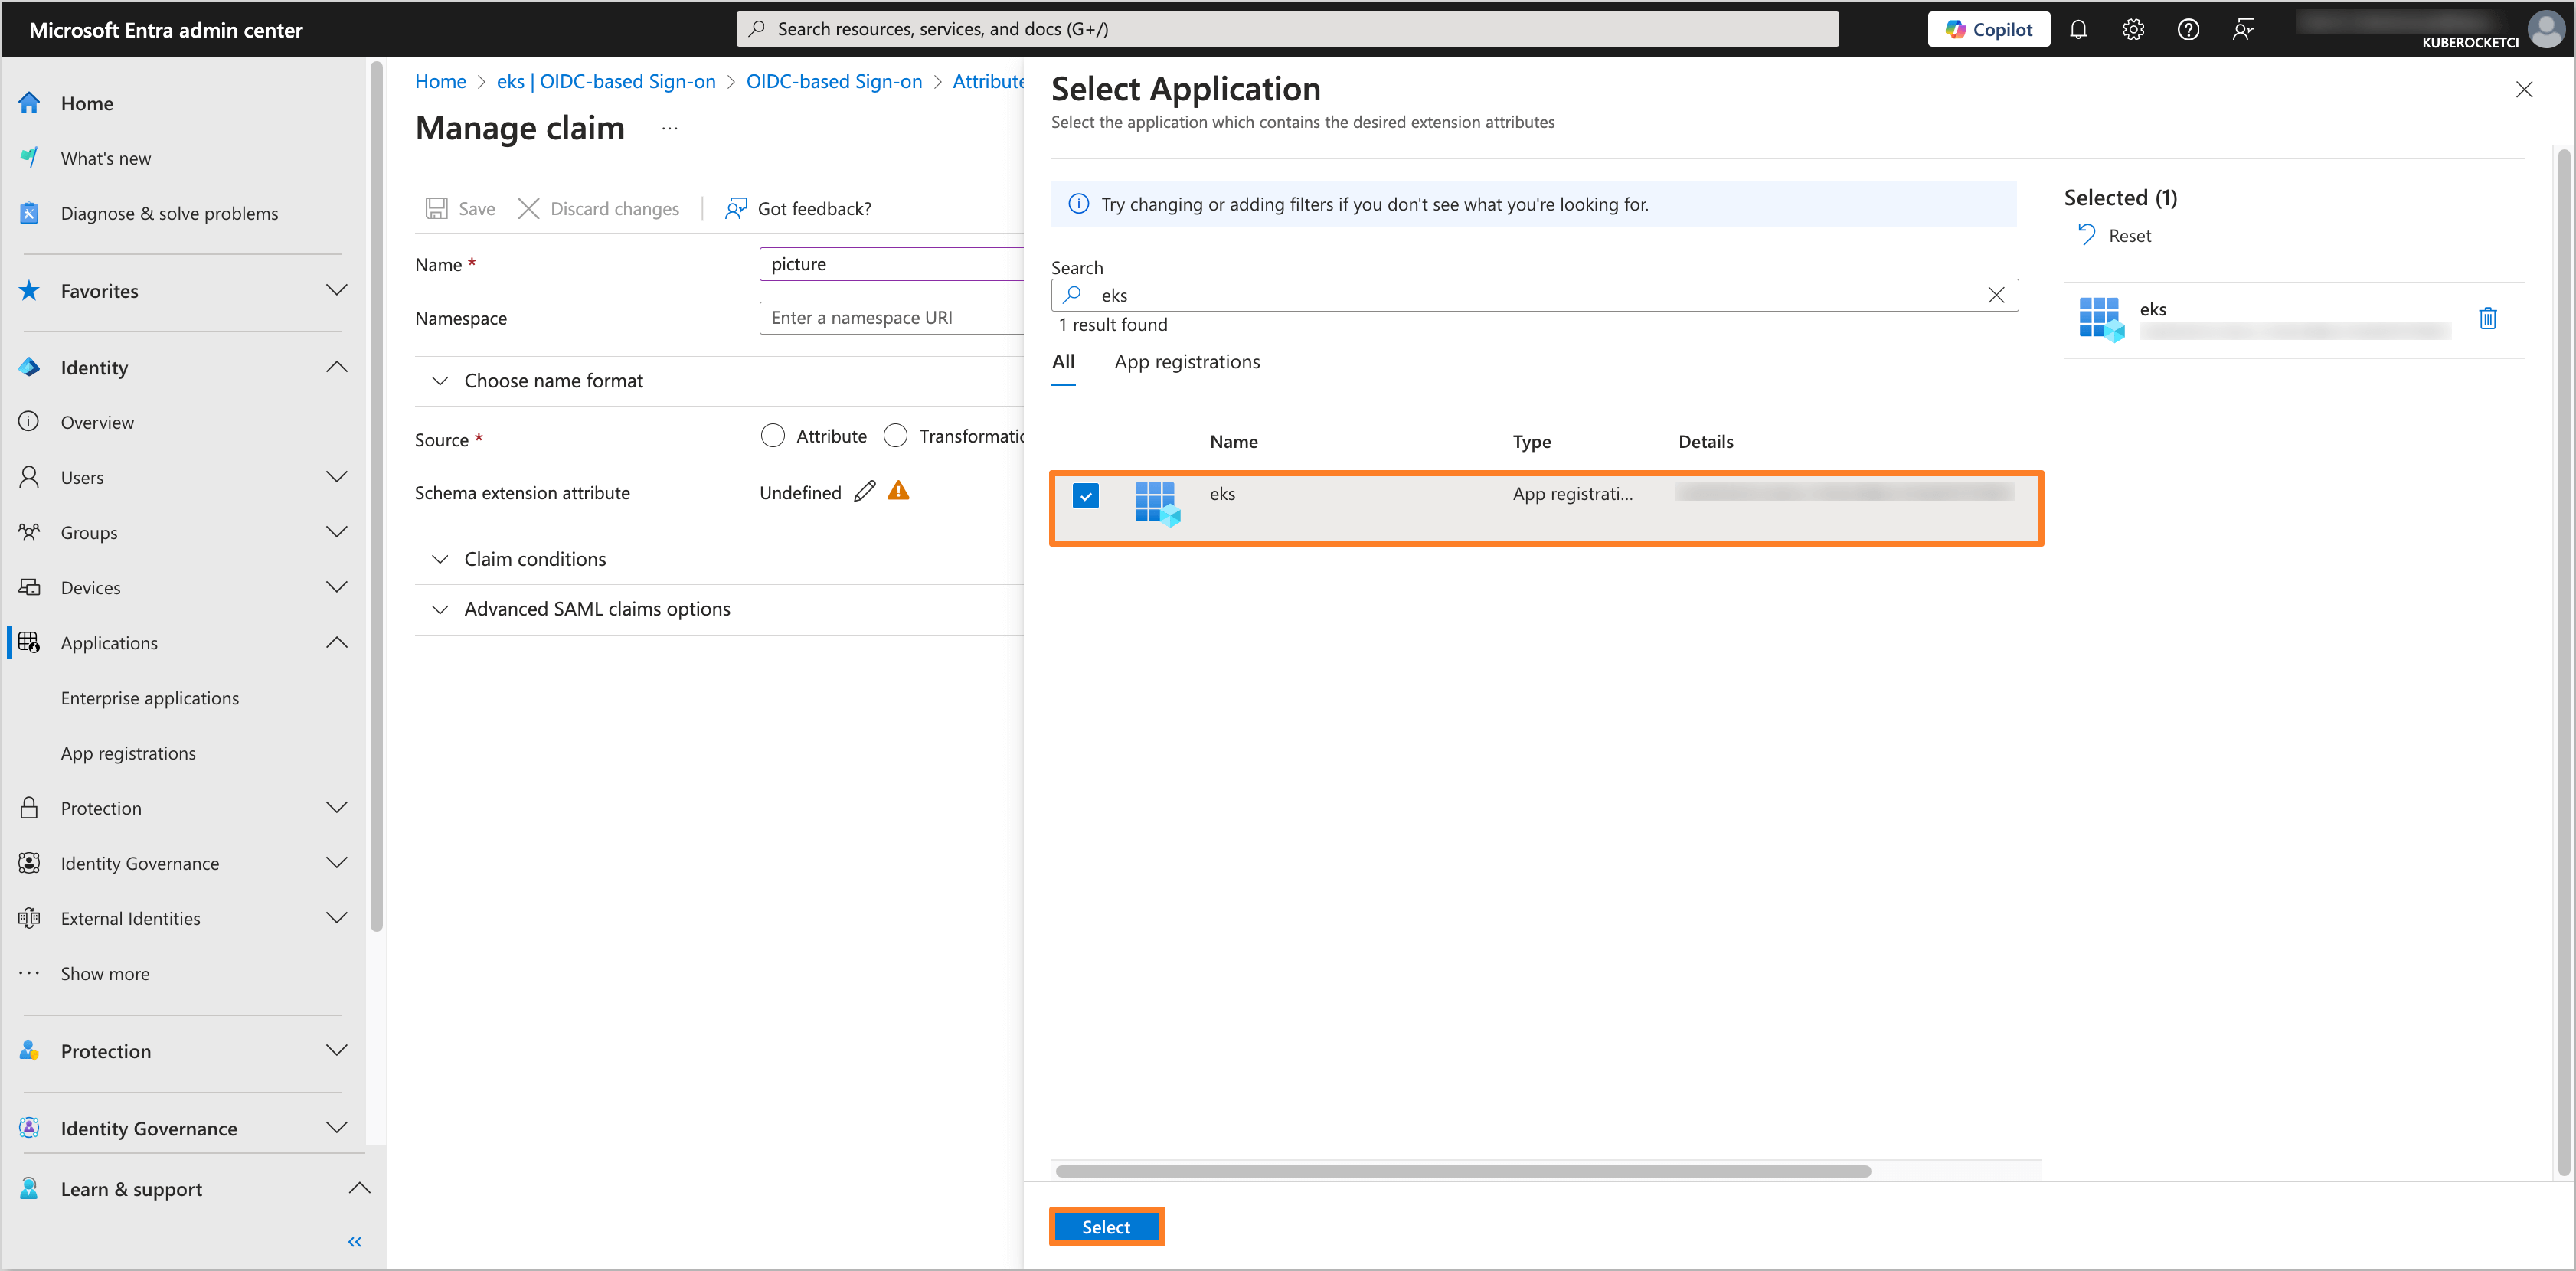 Microsoft Entra admin center
Search resources, services, and docs (G+/)
Copilot
KUBEROCKETCI
Home
What's new
Diagnose & solve problems
Favorites
Identity
Overview
Users
Groups
Devices
Applications
Enterprise applications
App registrations
Protection
Identity Governance
External Identities
Show more
Protection
Identity Governance
Learn & support
Home > eks | OIDC-based Sign-on > OIDC-based Sign-on > Attribute
Manage claim ...
Save
Discard changes
Got feedback?
Name *
picture
Namespace
Enter a namespace URI
Choose name format
Source *
Attribute
Transformatio
Schema extension attribute
Undefined
Claim conditions
Advanced SAML claims options
Select Application
Select the application which contains the desired extension attributes
Try changing or adding filters if you don't see what you're looking for.
Search
eks
1 result found
All
App registrations
Name
Type
Details
eks
App registrati...
Select
Selected (1)
Reset
eks